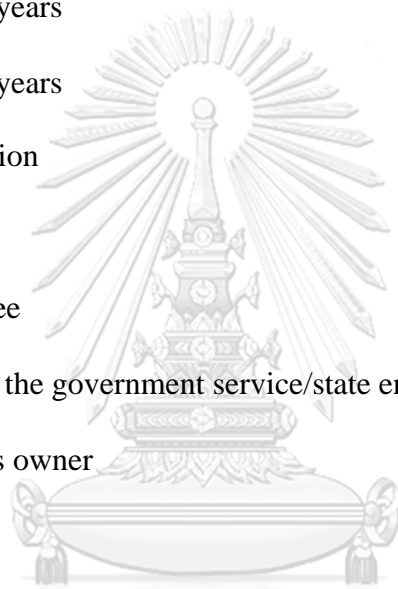 years
years
ion
ee
the government service/state en
s owner